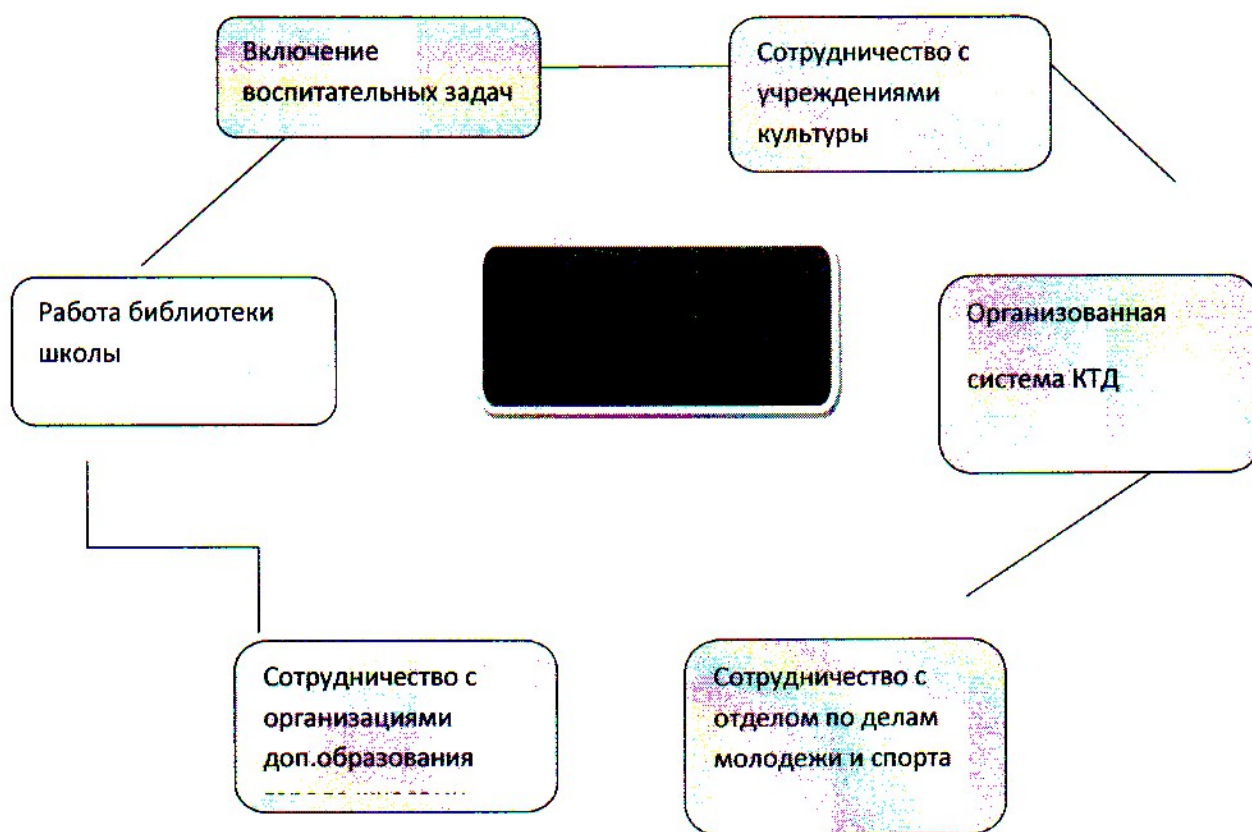 Включение
воспитательных задач
Сотрудничество с
учреждениями
культуры
Работа библиотеки
школы
Организованная
система КТД
Сотрудничество с
организациями
доп.образования
Сотрудничество с
отделом по делам
молодежи и спорта